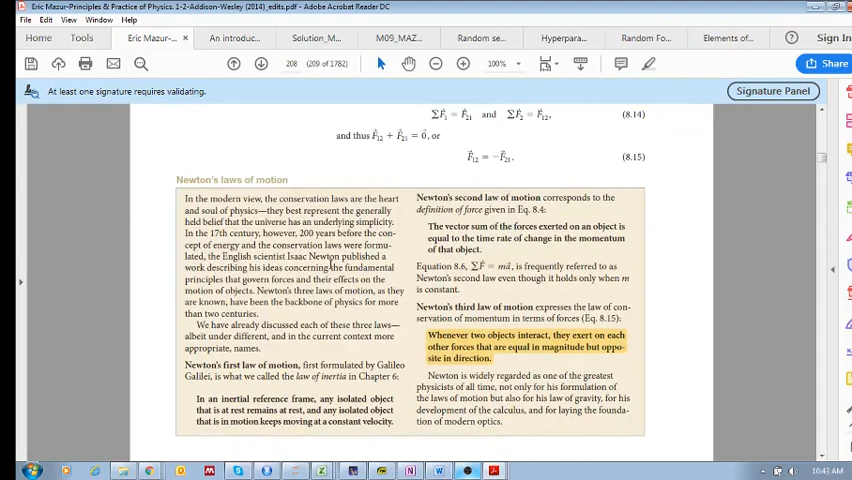 Eric Mazur-Principles & Practice of Physics. 1-2-Addison-Wesley (2014)_edits.pdf - Adobe Acrobat Reader DC
File Edit View Window Help
Home Tools Eric Mazur-... × An introduc... Solution_M... M09_MAZ... Random se... Hyperpara... Random Fo... Elements of... Share
208 (209 of 1782) 100%
At least one signature requires validating. Signature Panel
∑F⃗₁ = F⃗₂₁ and ∑F⃗₂ = F⃗₁₂, (8.14)
and thus F⃗₁₂ + F⃗₂₁ = 0⃗, or
F⃗₁₂ = −F⃗₂₁. (8.15)
Newton's laws of motion
In the modern view, the conservation laws are the heart
and soul of physics—they best represent the generally
held belief that the universe has an underlying simplicity.
In the 17th century, however, 200 years before the con-
cept of energy and the conservation laws were formu-
lated, the English scientist Isaac Newton published a
work describing his ideas concerning the fundamental
principles that govern forces and their effects on the
motion of objects. Newton's three laws of motion, as they
are known, have been the backbone of physics for more
than two centuries.
We have already discussed each of these three laws—
albeit under different, and in the current context more
appropriate, names.
Newton's first law of motion, first formulated by Galileo
Galilei, is what we called the law of inertia in Chapter 6:
In an inertial reference frame, any isolated object
that is at rest remains at rest, and any isolated object
that is in motion keeps moving at a constant velocity.
Newton's second law of motion corresponds to the
definition of force given in Eq. 8.4:
The vector sum of the forces exerted on an object is
equal to the time rate of change in the momentum
of that object.
Equation 8.6, ∑F⃗ = ma⃗, is frequently referred to as
Newton's second law even though it holds only when m
is constant.
Newton's third law of motion expresses the law of con-
servation of momentum in terms of forces (Eq. 8.15):
Whenever two objects interact, they exert on each
other forces that are equal in magnitude but oppo-
site in direction.
Newton is widely regarded as one of the greatest
physicists of all time, not only for his formulation of
the laws of motion but also for his law of gravity, for his
development of the calculus, and for laying the founda-
tion of modern optics.
10:43 AM